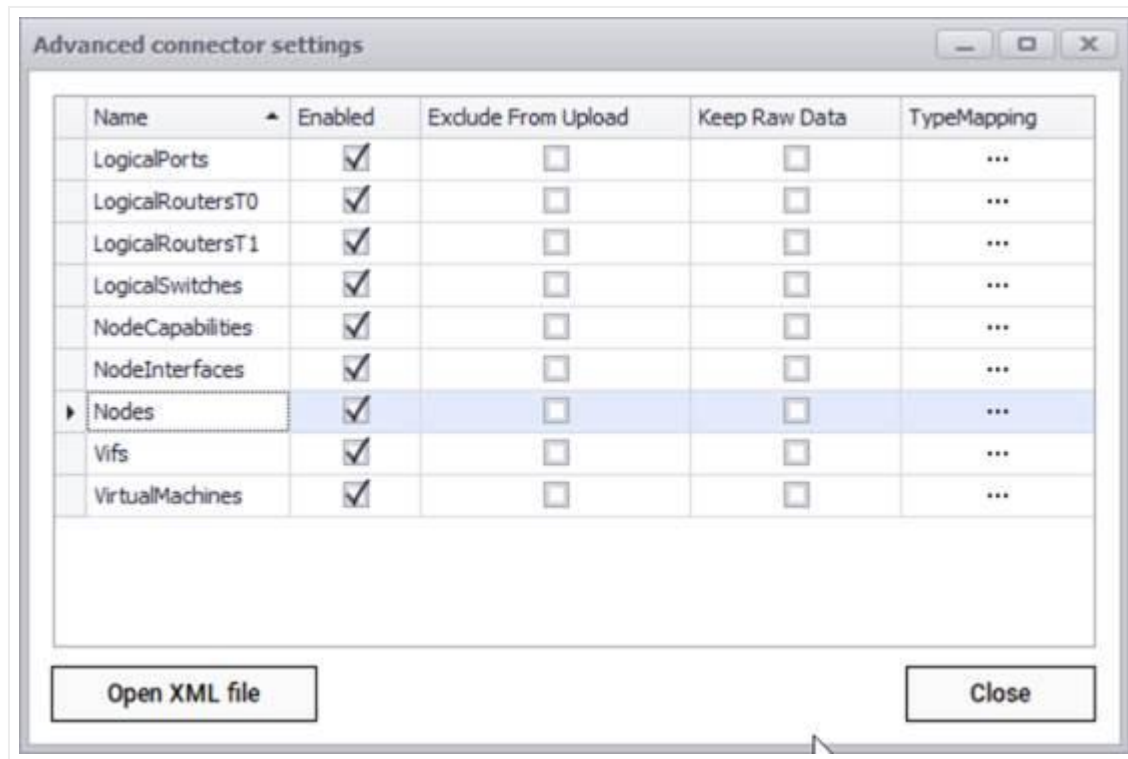 Advanced connector settings
Name Enabled Exclude From Upload Keep Raw Data TypeMapping
LogicalPorts ...
LogicalRoutersT0 ...
LogicalRoutersT1 ...
LogicalSwitches ...
NodeCapabilities ...
NodeInterfaces ...
Nodes ...
Vifs ...
VirtualMachines ...
Open XML file Close